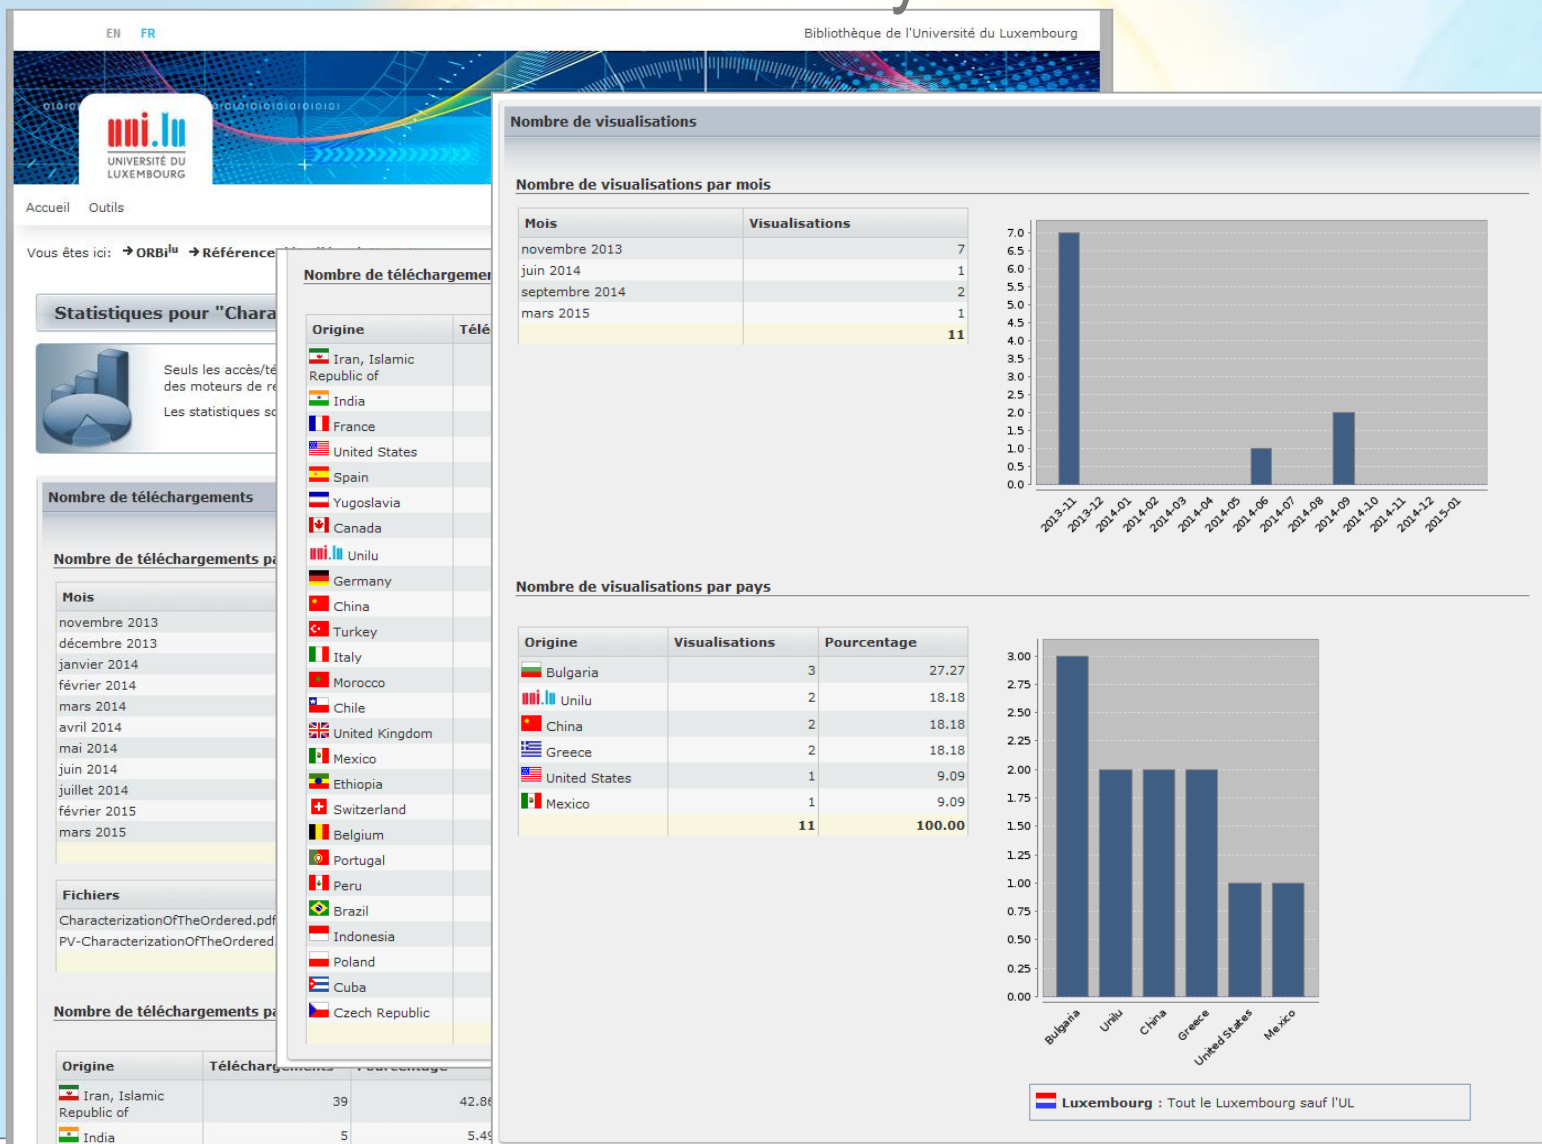 EN FR
Bibliothèque de l'Université du Luxembourg
uni.lu
UNIVERSITÉ DU
LUXEMBOURG
Accueil Outils
Vous êtes ici: ➔ORBilu ➔Référence
Statistiques pour "Chara
Seuls les accès/té
des moteurs de re
Les statistiques so
Nombre de téléchargements
Nombre de téléchargements pa
Mois
novembre 2013
décembre 2013
janvier 2014
février 2014
mars 2014
avril 2014
mai 2014
juin 2014
juillet 2014
février 2015
mars 2015
Fichiers
CharacterizationOfTheOrdered.pdf
PV-CharacterizationOfTheOrdered.
Nombre de téléchargements pa
Origine Téléchargements Pourcentage
Iran, Islamic
Republic of 39 42.86
India 5 5.49
Nombre de téléchargemen
Origine Télé
Iran, Islamic
Republic of
India
France
United States
Spain
Yugoslavia
Canada
uni.lu Unilu
Germany
China
Turkey
Italy
Morocco
Chile
United Kingdom
Mexico
Ethiopia
Switzerland
Belgium
Portugal
Peru
Brazil
Indonesia
Poland
Cuba
Czech Republic
Nombre de visualisations
Nombre de visualisations par mois
Mois Visualisations
novembre 2013 7
juin 2014 1
septembre 2014 2
mars 2015 1
11
7.0
6.5
6.0
5.5
5.0
4.5
4.0
3.5
3.0
2.5
2.0
1.5
1.0
0.5
0.0
2013-11 2013-12 2014-01 2014-02 2014-03 2014-04 2014-05 2014-06 2014-07 2014-08 2014-09 2014-10 2014-11 2014-12 2015-01
Nombre de visualisations par pays
Origine Visualisations Pourcentage
Bulgaria 3 27.27
uni.lu Unilu 2 18.18
China 2 18.18
Greece 2 18.18
United States 1 9.09
Mexico 1 9.09
11 100.00
3.00
2.75
2.50
2.25
2.00
1.75
1.50
1.25
1.00
0.75
0.50
0.25
0.00
Bulgaria Unilu China Greece United States Mexico
Luxembourg : Tout le Luxembourg sauf l'UL